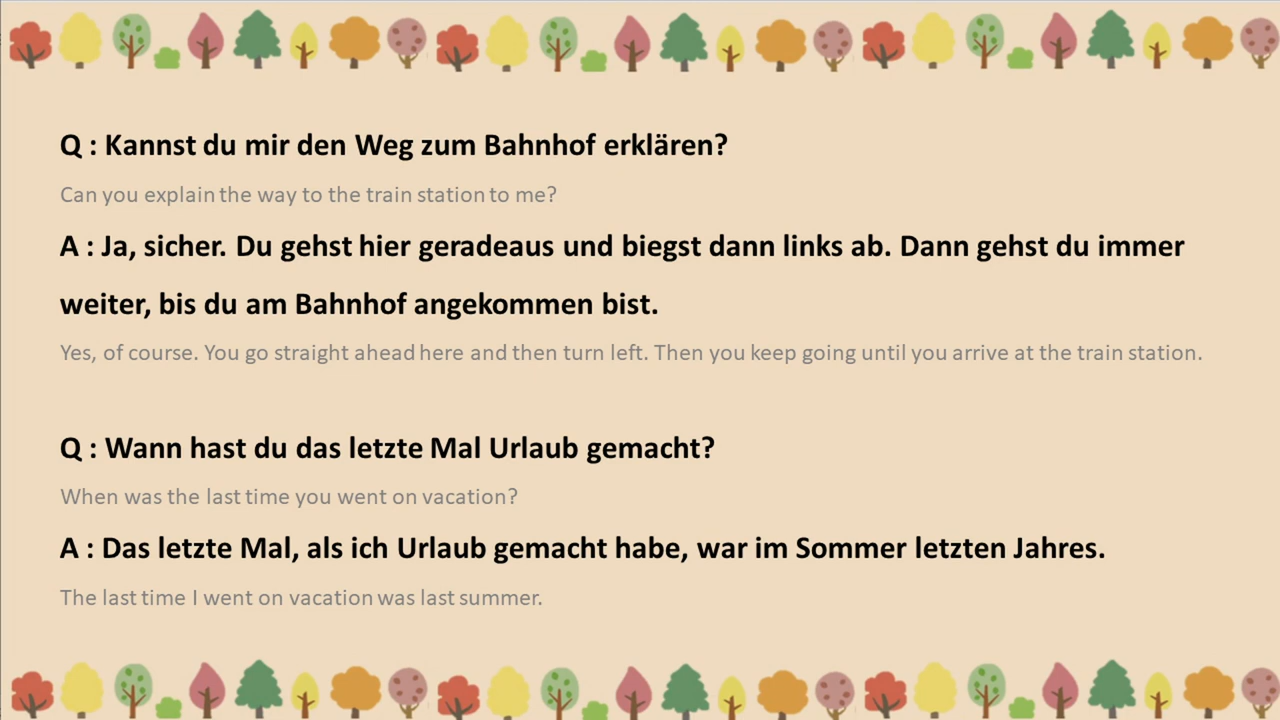 Q : Kannst du mir den Weg zum Bahnhof erklären?
Can you explain the way to the train station to me?
A : Ja, sicher. Du gehst hier geradeaus und biegst dann links ab. Dann gehst du immer
weiter, bis du am Bahnhof angekommen bist.
Yes, of course. You go straight ahead here and then turn left. Then you keep going until you arrive at the train station.
Q : Wann hast du das letzte Mal Urlaub gemacht?
When was the last time you went on vacation?
A : Das letzte Mal, als ich Urlaub gemacht habe, war im Sommer letzten Jahres.
The last time I went on vacation was last summer.